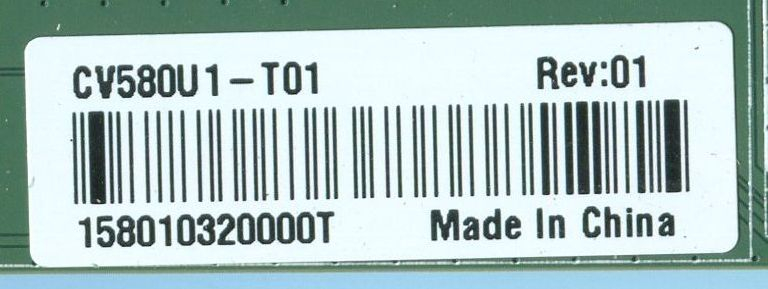 CV580U1-T01 Rev:01
158010320000T Made In China